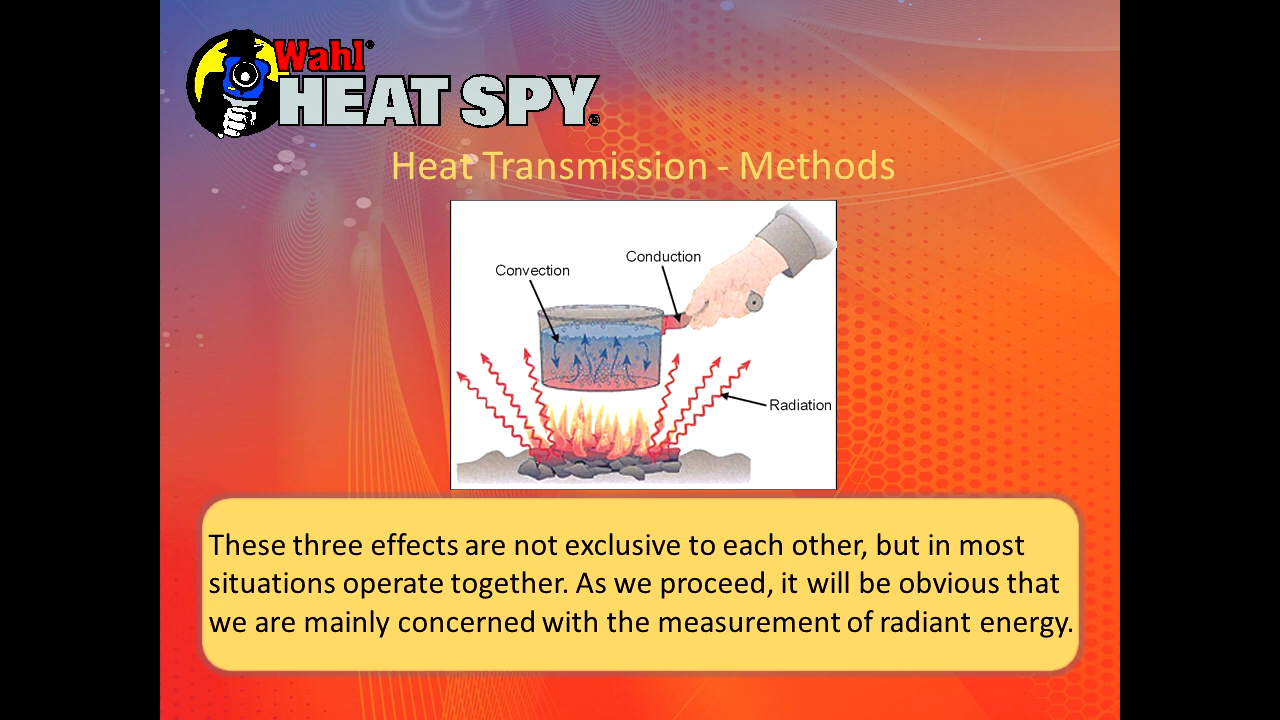 Wahl®
HEAT SPY®
Heat Transmission - Methods
Conduction
Convection
Radiation
These three effects are not exclusive to each other, but in most
situations operate together. As we proceed, it will be obvious that
we are mainly concerned with the measurement of radiant energy.